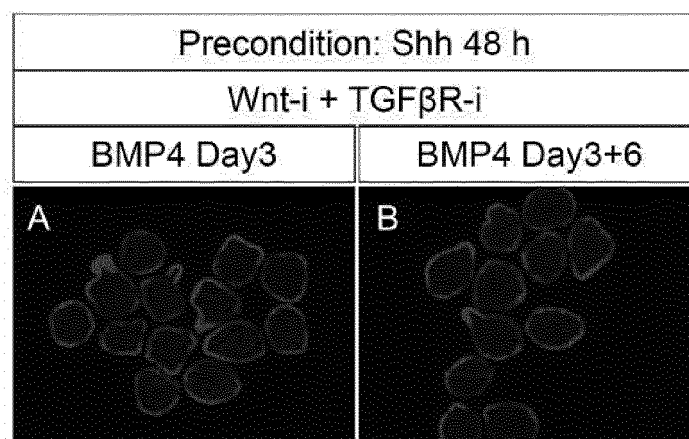 Precondition: Shh 48 h
Wnt-i + TGFβR-i
BMP4 Day3
BMP4 Day3+6
A
B